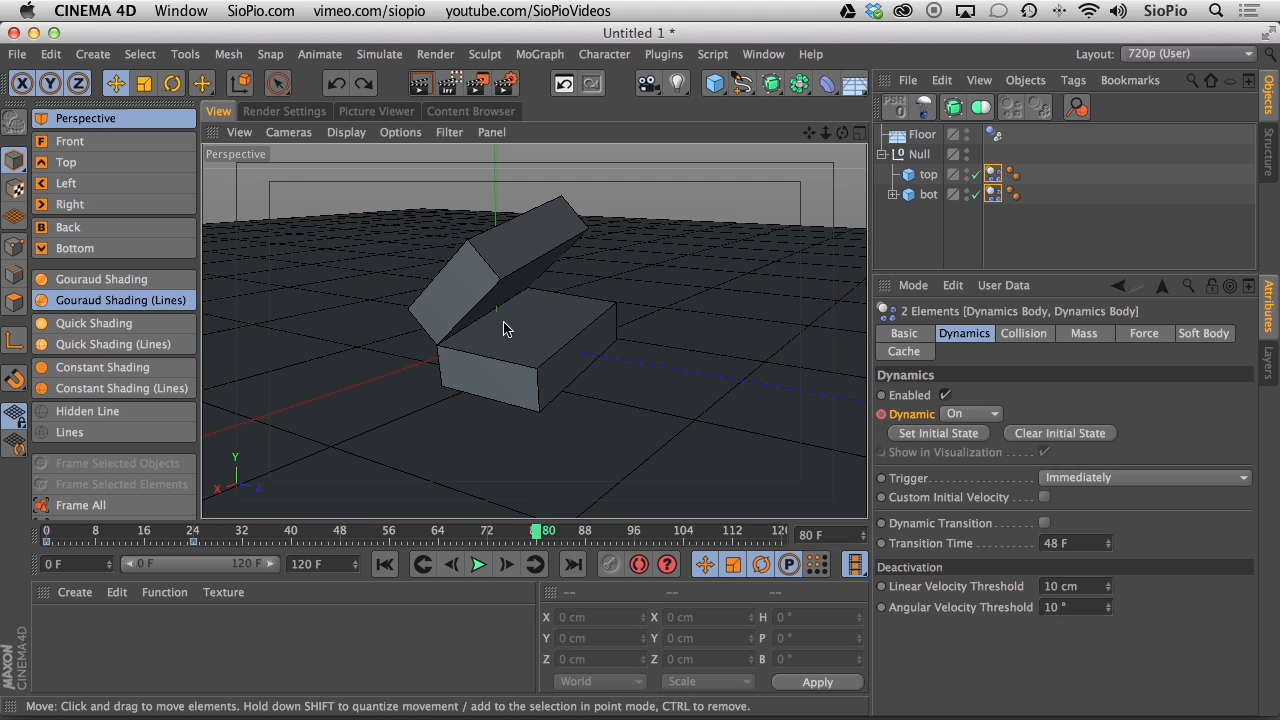 CINEMA 4D Window SioPio.com vimeo.com/siopio youtube.com/SioPioVideos SioPio
Untitled 1 *
File Edit Create Select Tools Mesh Snap Animate Simulate Render Sculpt MoGraph Character Plugins Script Window Help Layout: 720p (User)
X Y Z PSR
File Edit View Objects Tags Bookmarks
View Render Settings Picture Viewer Content Browser
View Cameras Display Options Filter Panel
Perspective
Perspective
F Front
Top
Left
Right
B Back
Bottom
Gouraud Shading
Gouraud Shading (Lines)
Quick Shading
Quick Shading (Lines)
Constant Shading
Constant Shading (Lines)
Hidden Line
Lines
Frame Selected Objects
Frame Selected Elements
Frame All
Y
X Z
Floor
Null
top
bot
Objects
Structure
Mode Edit User Data
2 Elements [Dynamics Body, Dynamics Body]
Basic Dynamics Collision Mass Force Soft Body
Cache
Dynamics
Enabled
Dynamic On
Set Initial State Clear Initial State
Show in Visualization
Trigger Immediately
Custom Initial Velocity
Dynamic Transition
Transition Time 48 F
Deactivation
Linear Velocity Threshold 10 cm
Angular Velocity Threshold 10 °
Attributes
Layers
0 8 16 24 32 40 48 56 64 72 80 88 96 104 112 80 F
0 F 0 F 120 F 120 F P
Create Edit Function Texture
-- -- --
X 0 cm X 0 cm H 0 °
Y 0 cm Y 0 cm P 0 °
Z 0 cm Z 0 cm B 0 °
World Scale Apply
MAXON
CINEMA 4D
Move: Click and drag to move elements. Hold down SHIFT to quantize movement / add to the selection in point mode, CTRL to remove.